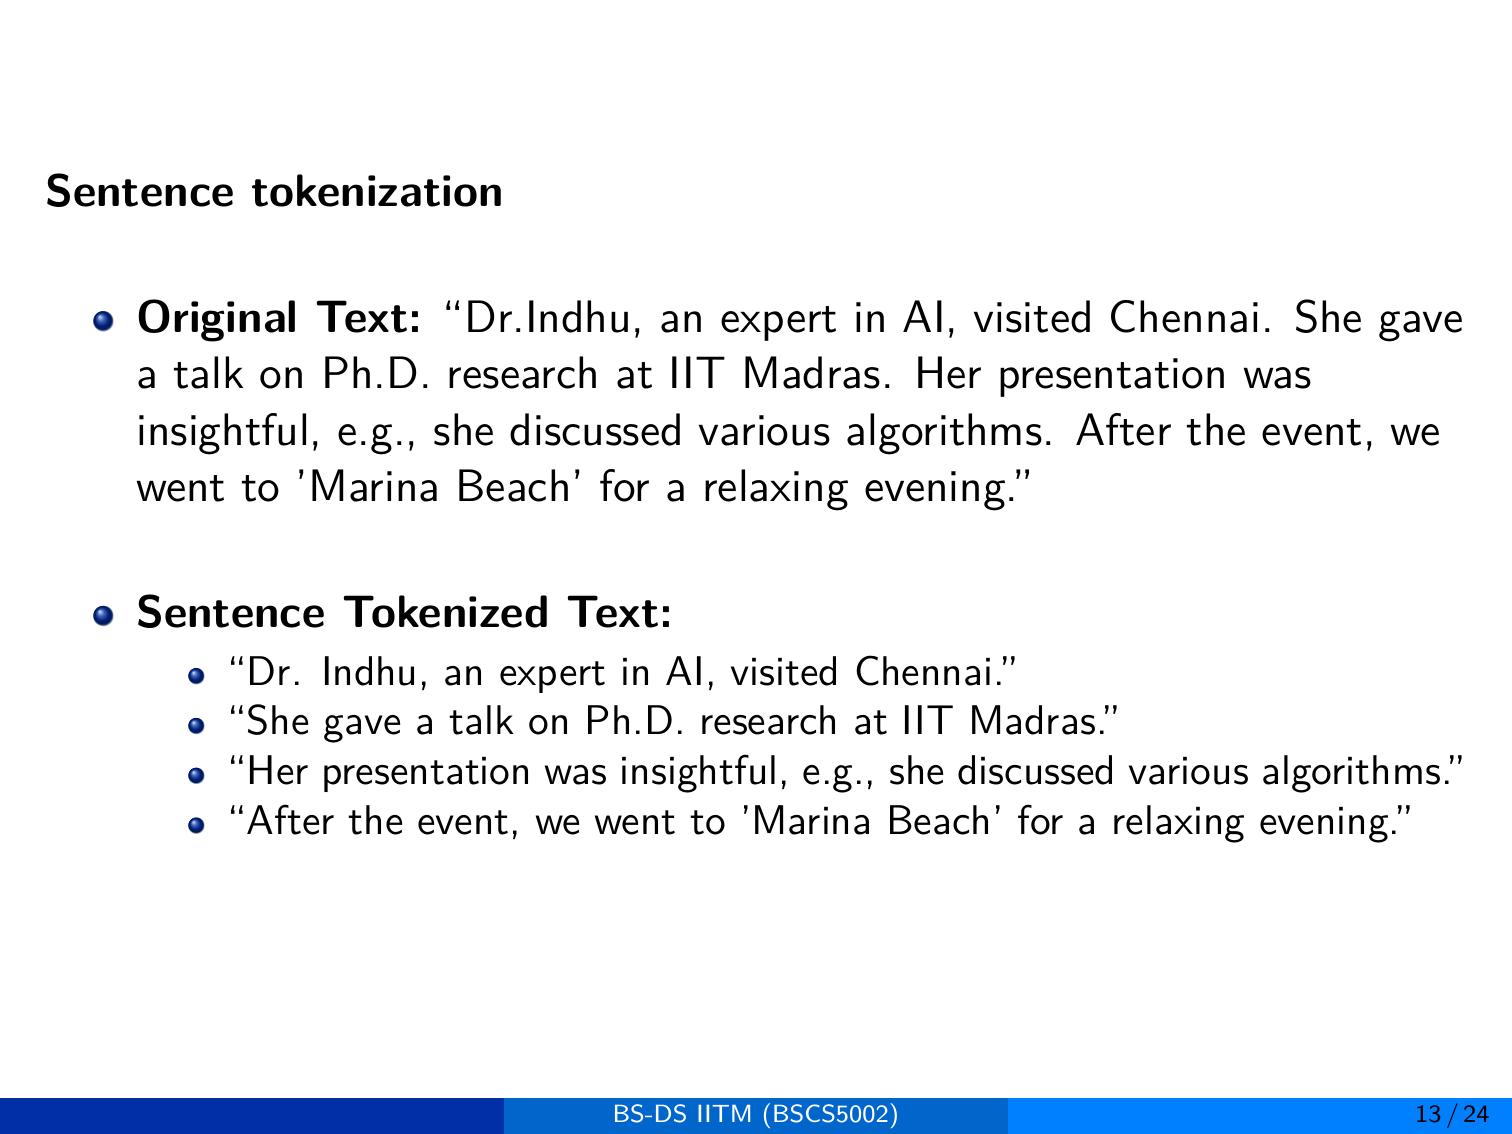 Sentence tokenization
Original Text: “Dr.Indhu, an expert in AI, visited Chennai. She gave
a talk on Ph.D. research at IIT Madras. Her presentation was
insightful, e.g., she discussed various algorithms. After the event, we
went to ’Marina Beach’ for a relaxing evening.”
Sentence Tokenized Text:
“Dr. Indhu, an expert in AI, visited Chennai.”
“She gave a talk on Ph.D. research at IIT Madras.”
“Her presentation was insightful, e.g., she discussed various algorithms.”
“After the event, we went to ’Marina Beach’ for a relaxing evening.”
BS-DS IITM (BSCS5002)
13 / 24